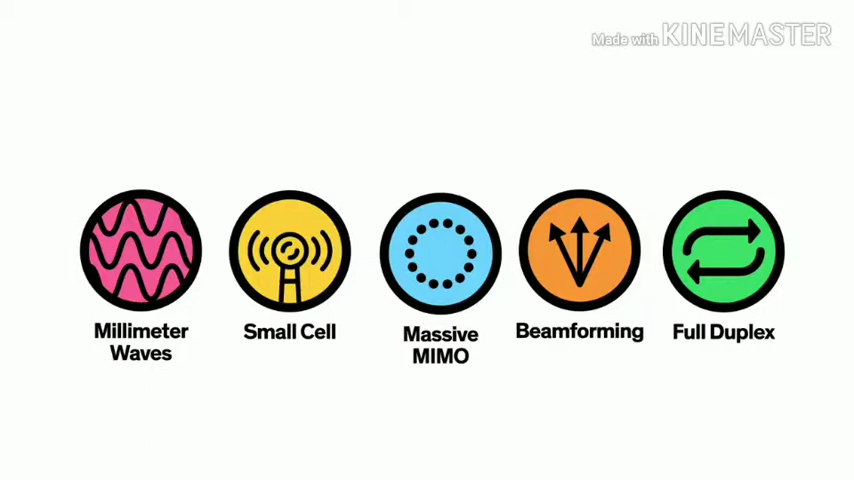 Made with KINEMASTER
Millimeter
Waves
Small Cell
Massive
MIMO
Beamforming
Full Duplex